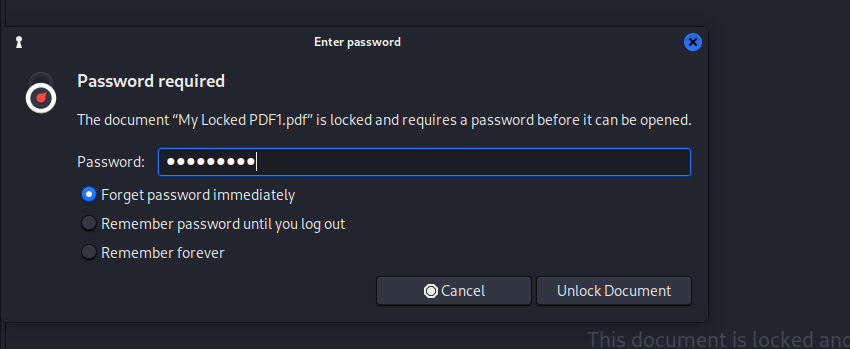 Enter password
Password required
The document “My Locked PDF1.pdf” is locked and requires a password before it can be opened.
Password: ●●●●●●●●●
Forget password immediately
Remember password until you log out
Remember forever
Cancel Unlock Document
This document is locked and